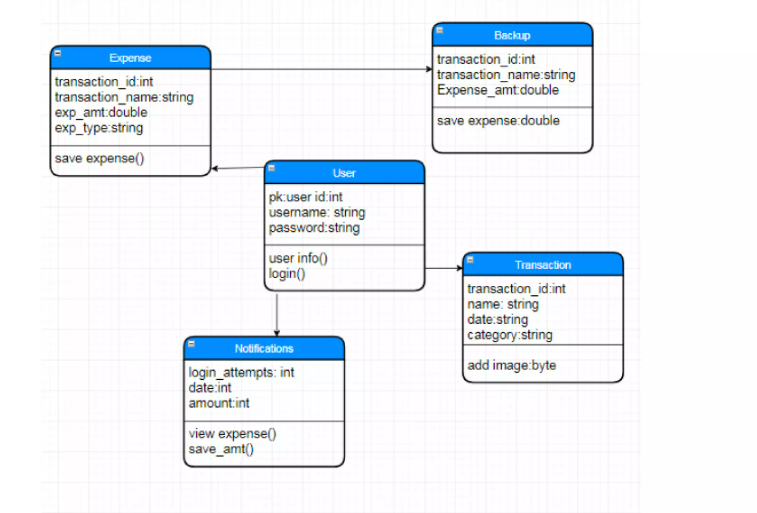 Expense
transaction_id:int
transaction_name:string
exp_amt:double
exp_type:string
save expense()
Backup
transaction_id:int
transaction_name:string
Expense_amt:double
save expense:double
User
pk:user id:int
username: string
password:string
user info()
login()
Transaction
transaction_id:int
name: string
date:string
category:string
add image:byte
Notifications
login_attempts: int
date:int
amount:int
view expense()
save_amt()